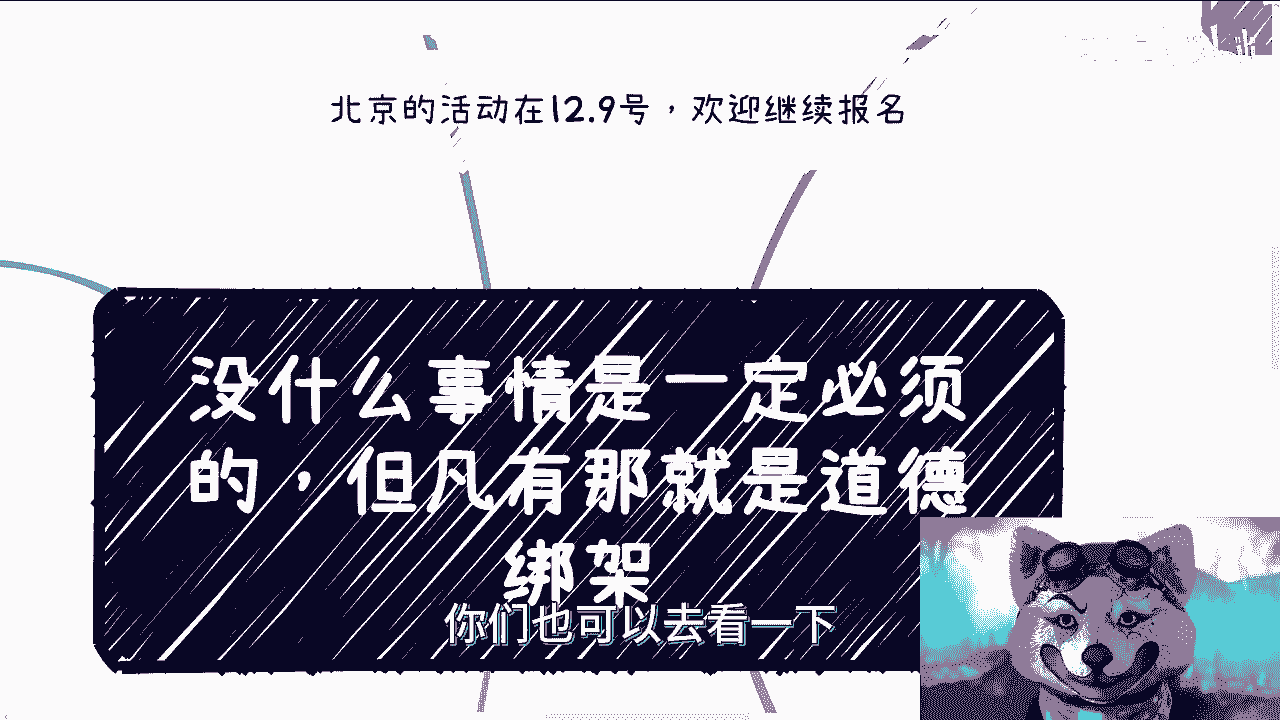 北京的活动在12.9号，欢迎继续报名
没什么事情是一定必须
的，但凡有那就是道德
绑架
你们也可以去看一下